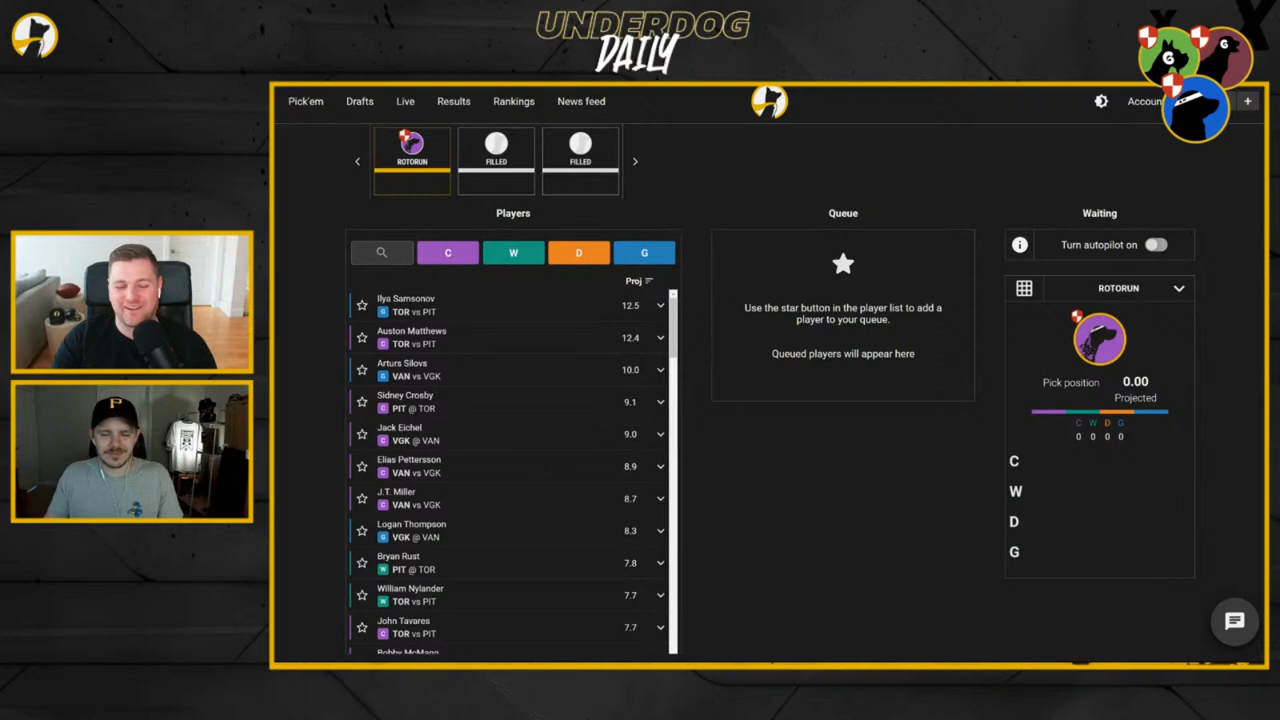 UNDERDOG
DAILY
G
G
Pick'em
Drafts
Live
Results
Rankings
News feed
Accoun
+
ROTORUN
FILLED
FILLED
Players
Queue
Waiting
C
W
D
G
Turn autopilot on
Proj
Ilya Samsonov
G TOR vs PIT
12.5
Auston Matthews
C TOR vs PIT
12.4
Arturs Silovs
G VAN vs VGK
10.0
Sidney Crosby
C PIT @ TOR
9.1
Jack Eichel
C VGK @ VAN
9.0
Elias Pettersson
C VAN vs VGK
8.9
J.T. Miller
C VAN vs VGK
8.7
Logan Thompson
G VGK @ VAN
8.3
Bryan Rust
W PIT @ TOR
7.8
William Nylander
W TOR vs PIT
7.7
John Tavares
C TOR vs PIT
7.7
Bobby McMann
Use the star button in the player list to add a
player to your queue.
Queued players will appear here
ROTORUN
Pick position
0.00
Projected
C W D G
0 0 0 0
C
W
D
G
P